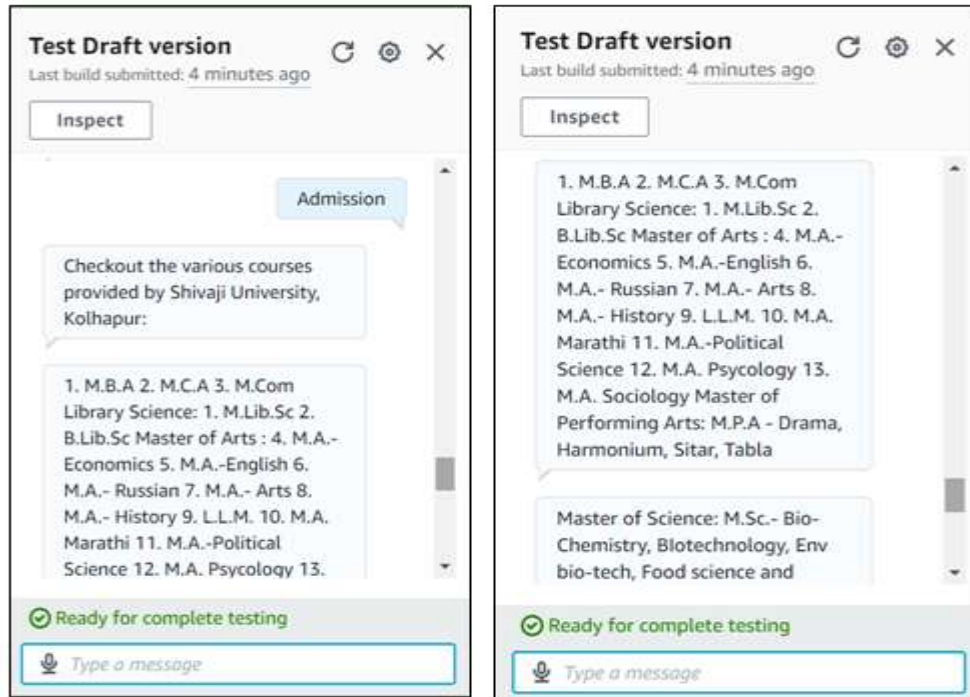 Test Draft version
Last build submitted: 4 minutes ago
Inspect
Admission
Checkout the various courses
provided by Shivaji University,
Kolhapur:
1. M.B.A 2. M.C.A 3. M.Com
Library Science: 1. M.Lib.Sc 2.
B.Lib.Sc Master of Arts : 4. M.A.-
Economics 5. M.A.-English 6.
M.A.- Russian 7. M.A.- Arts 8.
M.A.- History 9. L.L.M. 10. M.A.
Marathi 11. M.A.-Political
Science 12. M.A. Psycology 13.
Ready for complete testing
Type a message
Test Draft version
Last build submitted: 4 minutes ago
Inspect
1. M.B.A 2. M.C.A 3. M.Com
Library Science: 1. M.Lib.Sc 2.
B.Lib.Sc Master of Arts : 4. M.A.-
Economics 5. M.A.-English 6.
M.A.- Russian 7. M.A.- Arts 8.
M.A.- History 9. L.L.M. 10. M.A.
Marathi 11. M.A.-Political
Science 12. M.A. Psycology 13.
M.A. Sociology Master of
Performing Arts: M.P.A - Drama,
Harmonium, Sitar, Tabla
Master of Science: M.Sc.- Bio-
Chemistry, BIotechnology, Env
bio-tech, Food science and
Ready for complete testing
Type a message